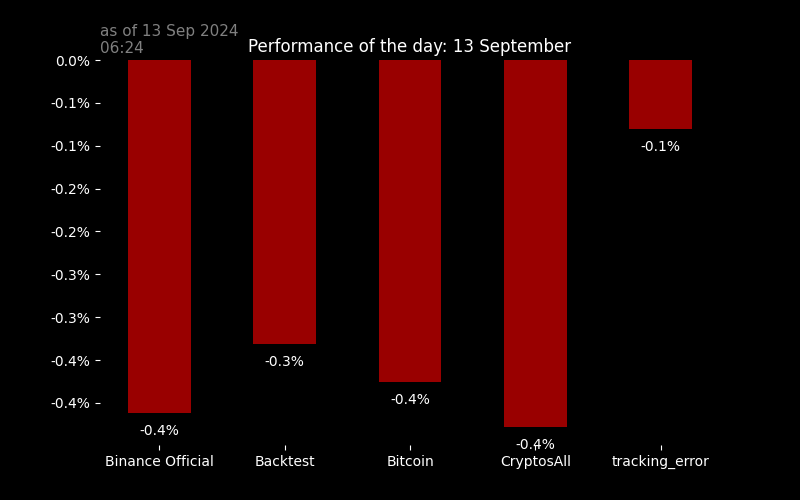 as of 13 Sep 2024
06:24
Performance of the day: 13 September
0.0%
-0.1%
-0.1%
-0.2%
-0.2%
-0.3%
-0.3%
-0.4%
-0.4%
-0.4%
-0.3%
-0.4%
-0.4%
-0.1%
Binance Official
Backtest
Bitcoin
CryptosAll
tracking_error